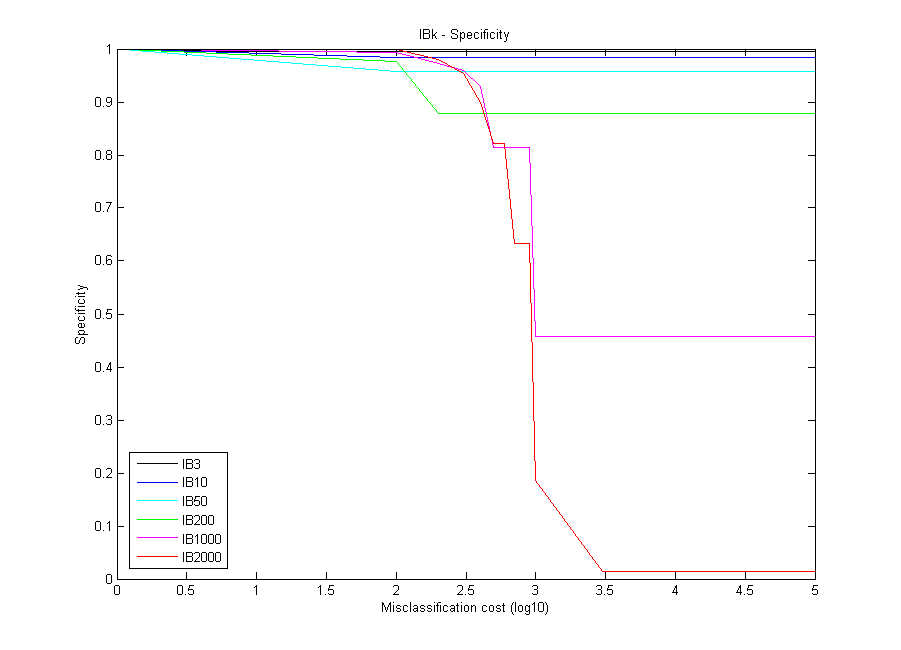 IBk - Specificity
1
0.9
0.8
0.7
0.6
0.5
0.4
0.3
0.2
0.1
0
Specificity
IB3
IB10
IB50
IB200
IB1000
IB2000
0 0.5 1 1.5 2 2.5 3 3.5 4 4.5 5
Misclassification cost (log10)